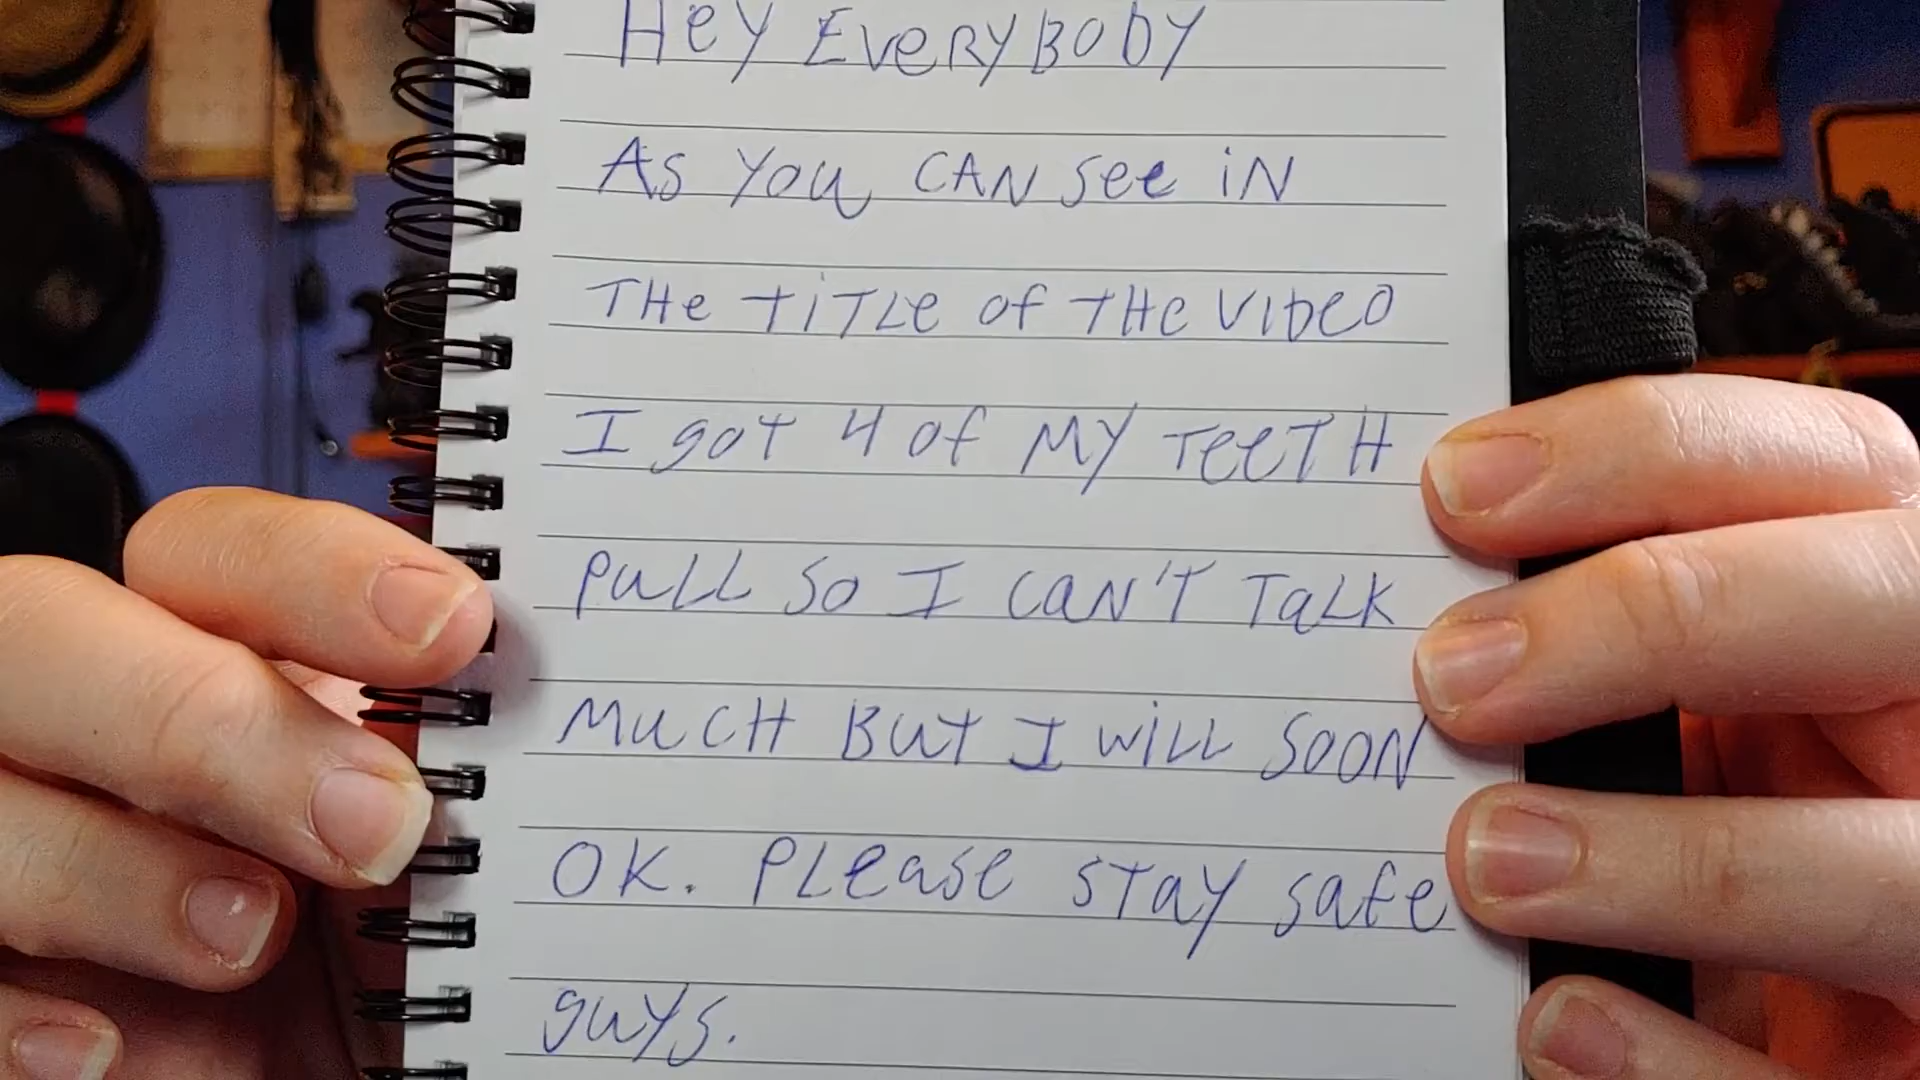 Hey EveryBody
As you can see in
The title of the video
I got 4 of my teeth
pull so I can't talk
much But I will soon
OK. Please stay safe
guys.